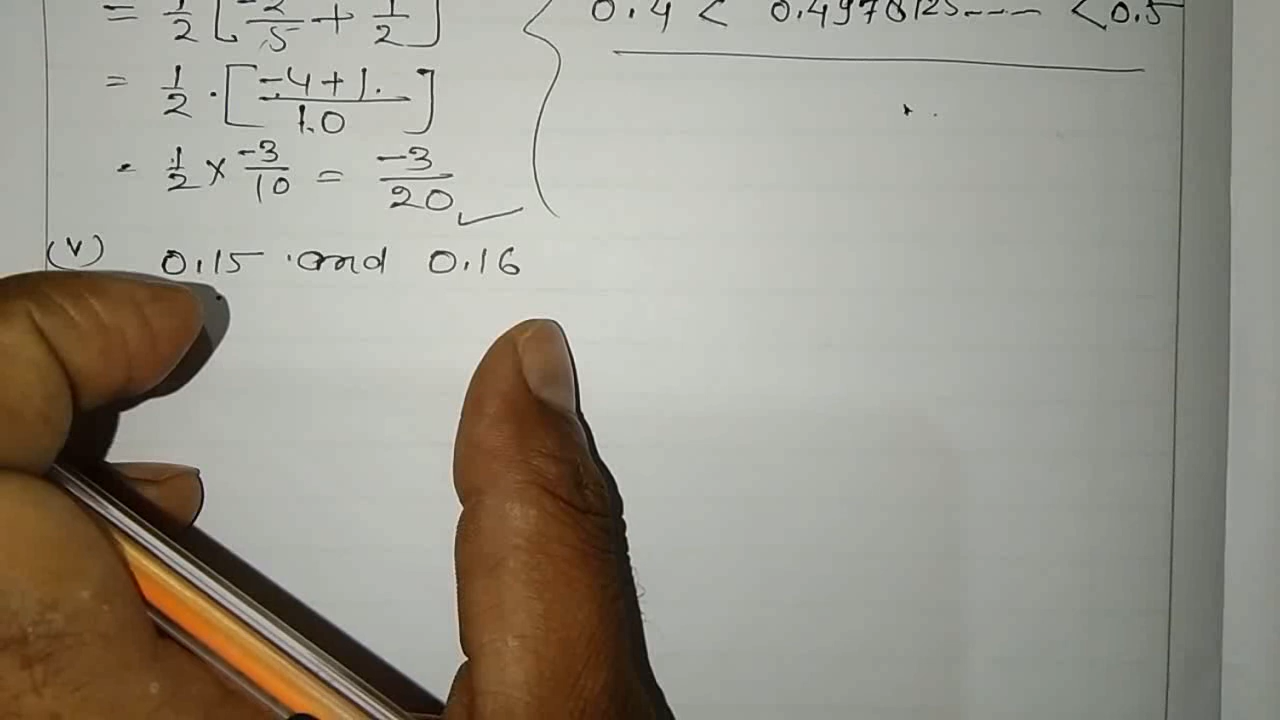 = 1/2 [-2/5 + 1/2]
= 1/2 · [-4+1/10]
= 1/2 × -3/10 = -3/20 ✓
(v) 0.15 and 0.16
0.4 < 0.4978125--- < 0.5